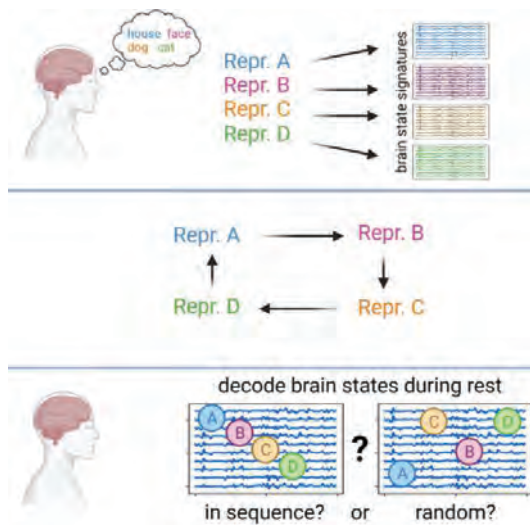 house face
dog cat
Repr. A
Repr. B
Repr. C
Repr. D
brain state signatures
Repr. A
Repr. B
Repr. D
Repr. C
decode brain states during rest
A
B
C
D
?
C
D
B
A
in sequence? or random?